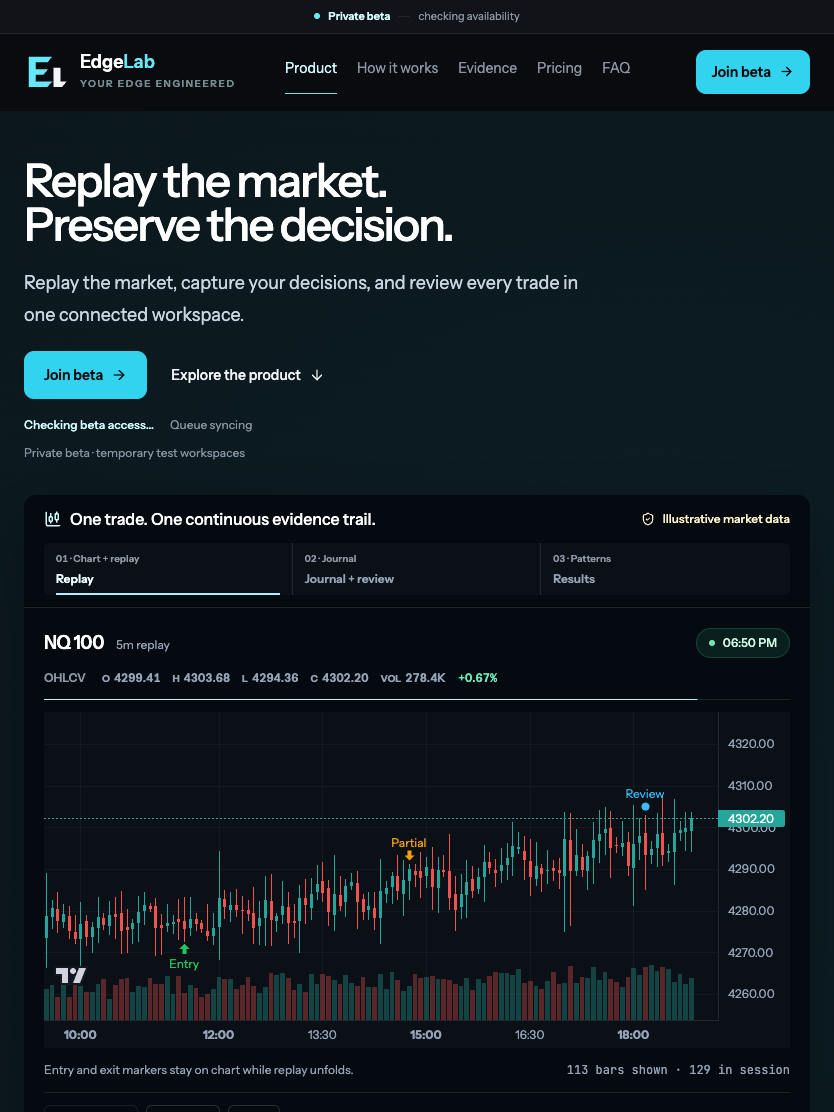 Private beta — checking availability
EdgeLab
YOUR EDGE ENGINEERED
Product How it works Evidence Pricing FAQ
Join beta →
Replay the market.
Preserve the decision.
Replay the market, capture your decisions, and review every trade in
one connected workspace.
Join beta →
Explore the product ↓
Checking beta access... Queue syncing
Private beta · temporary test workspaces
One trade. One continuous evidence trail.
Illustrative market data
01 · Chart + replay
Replay
02 · Journal
Journal + review
03 · Patterns
Results
NQ 100 5m replay
06:50 PM
OHLCV O 4299.41 H 4303.68 L 4294.36 C 4302.20 VOL 278.4K +0.67%
4320.00
4310.00
Review
4302.20
4300.00
Partial
4290.00
4280.00
4270.00
Entry
4260.00
10:00 12:00 13:30 15:00 16:30 18:00
Entry and exit markers stay on chart while replay unfolds.
113 bars shown · 129 in session